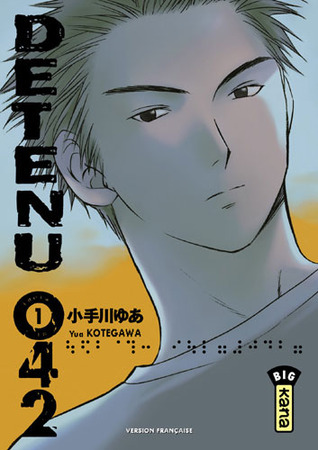 DETENU 042
1
小手川ゆあ
Yua KOTEGAWA
BIG
kana
VERSION FRANÇAISE